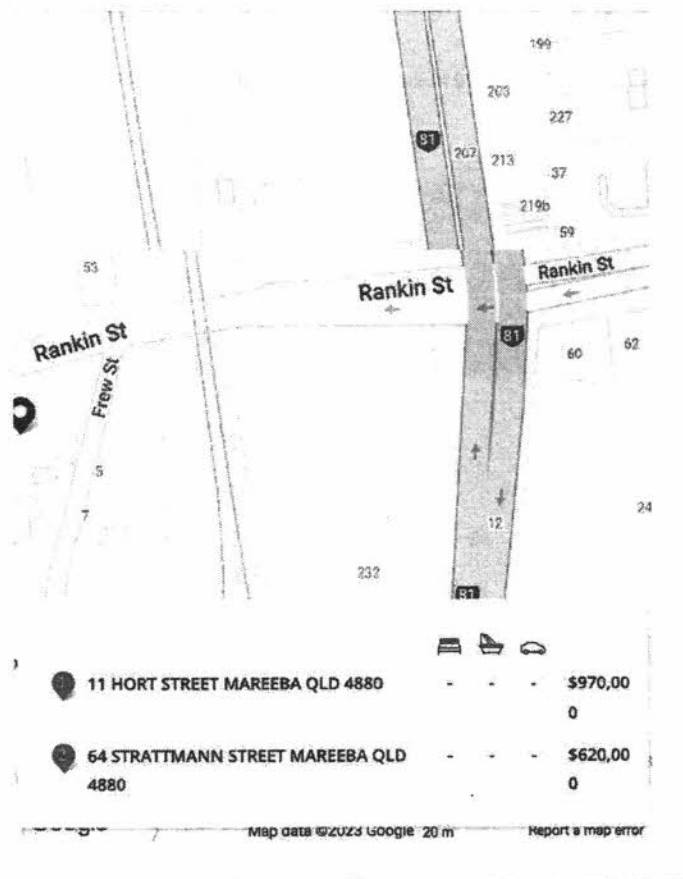 199
203
81
227
207
213
37
219b
59
53
Rankin St
Rankin St
Rankin St
81
60
62
Frew St
5
7
12
24
232
81
11 HORT STREET MAREEBA QLD 4880 - - - $970,00
0
64 STRATTMANN STREET MAREEBA QLD - - - $620,00
4880 0
Map data ©2023 Google 20 m Report a map error